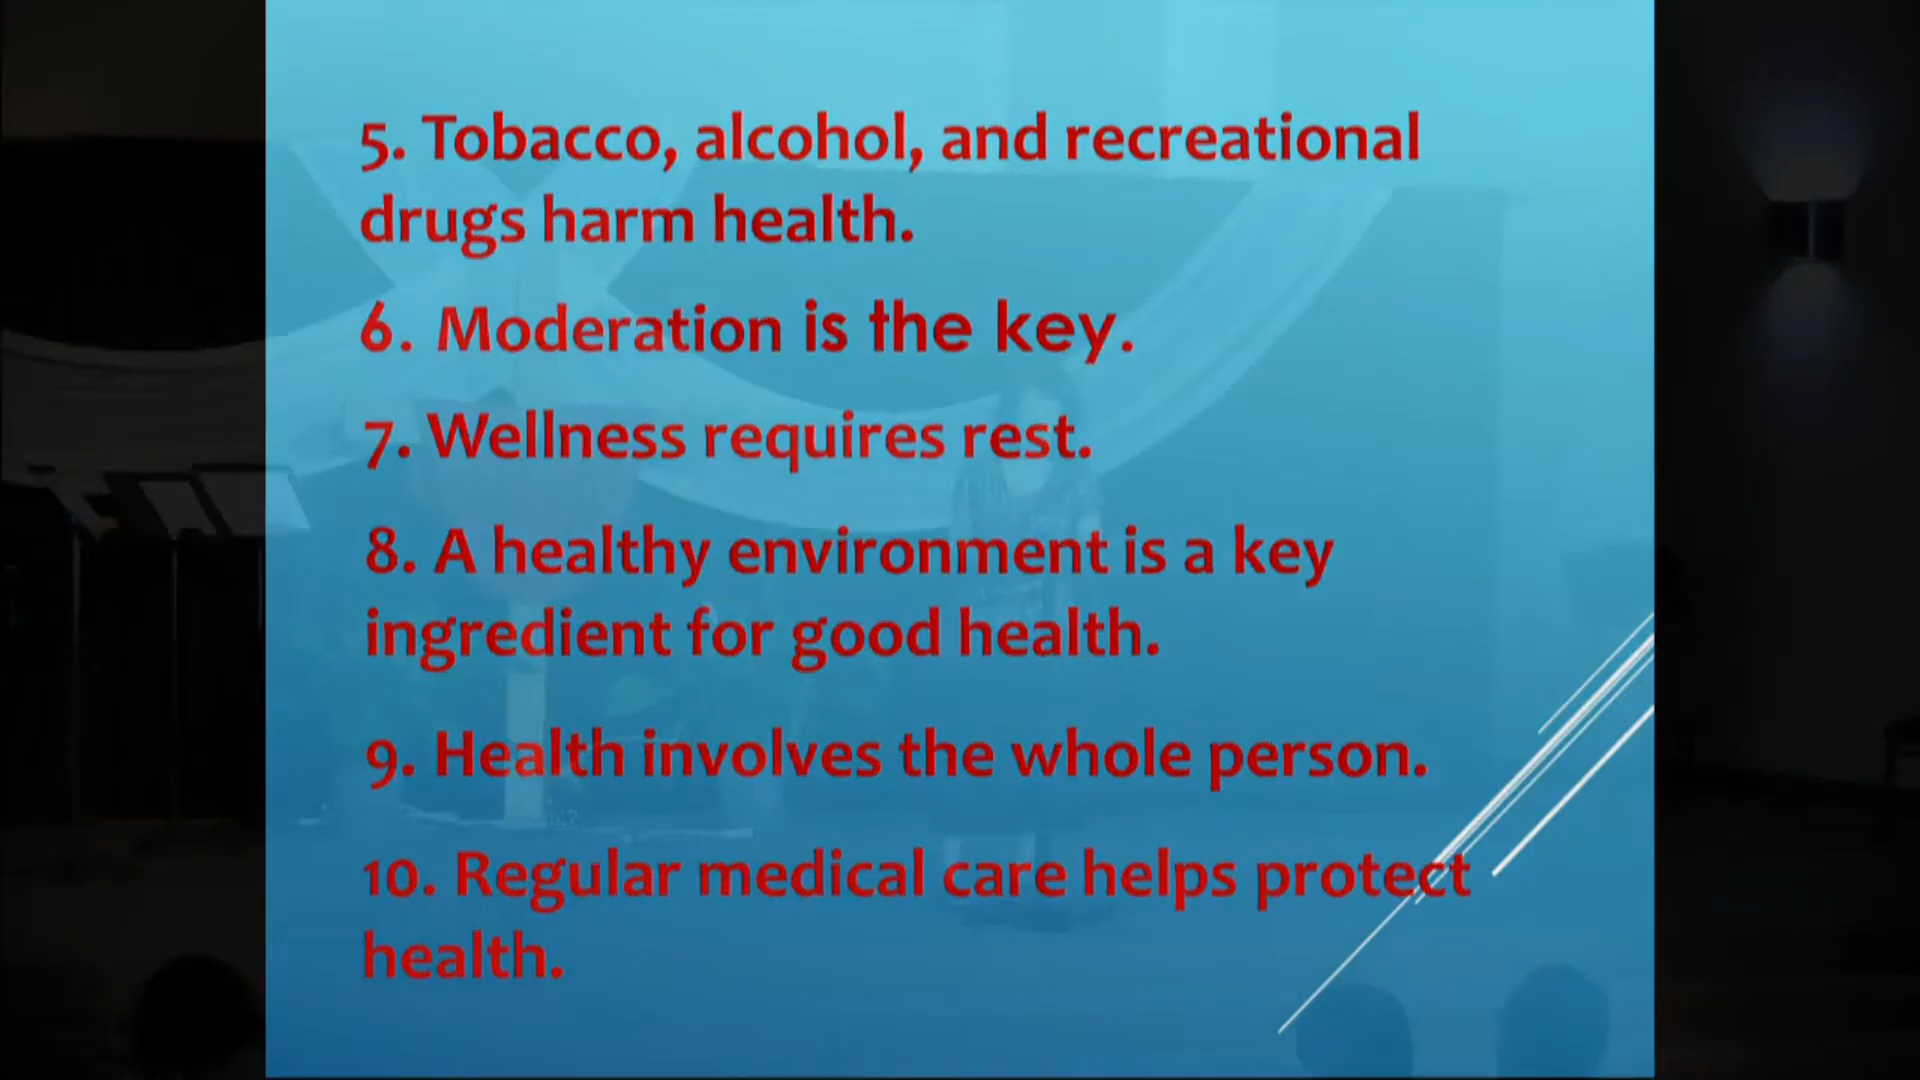 5. Tobacco, alcohol, and recreational
drugs harm health.
6. Moderation is the key.
7. Wellness requires rest.
8. A healthy environment is a key
ingredient for good health.
9. Health involves the whole person.
10. Regular medical care helps protect
health.